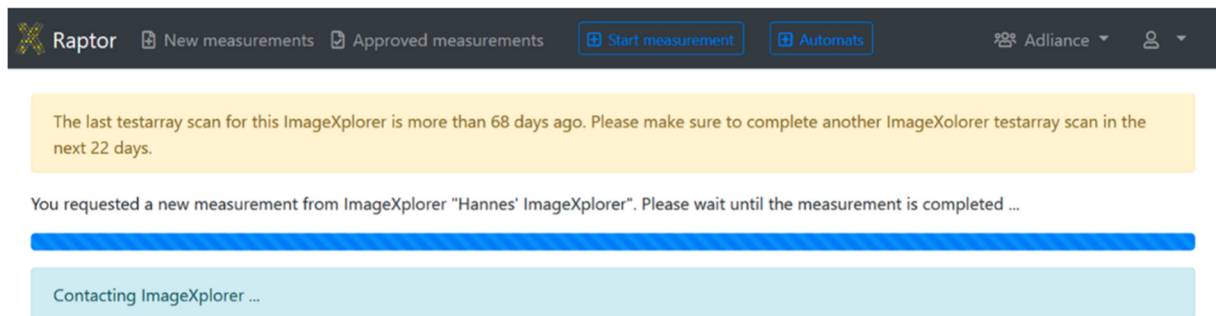 Raptor New measurements Approved measurements Start measurement Automats Adliance
The last testarray scan for this ImageXplorer is more than 68 days ago. Please make sure to complete another ImageXolorer testarray scan in the
next 22 days.
You requested a new measurement from ImageXplorer "Hannes' ImageXplorer". Please wait until the measurement is completed ...
Contacting ImageXplorer ...